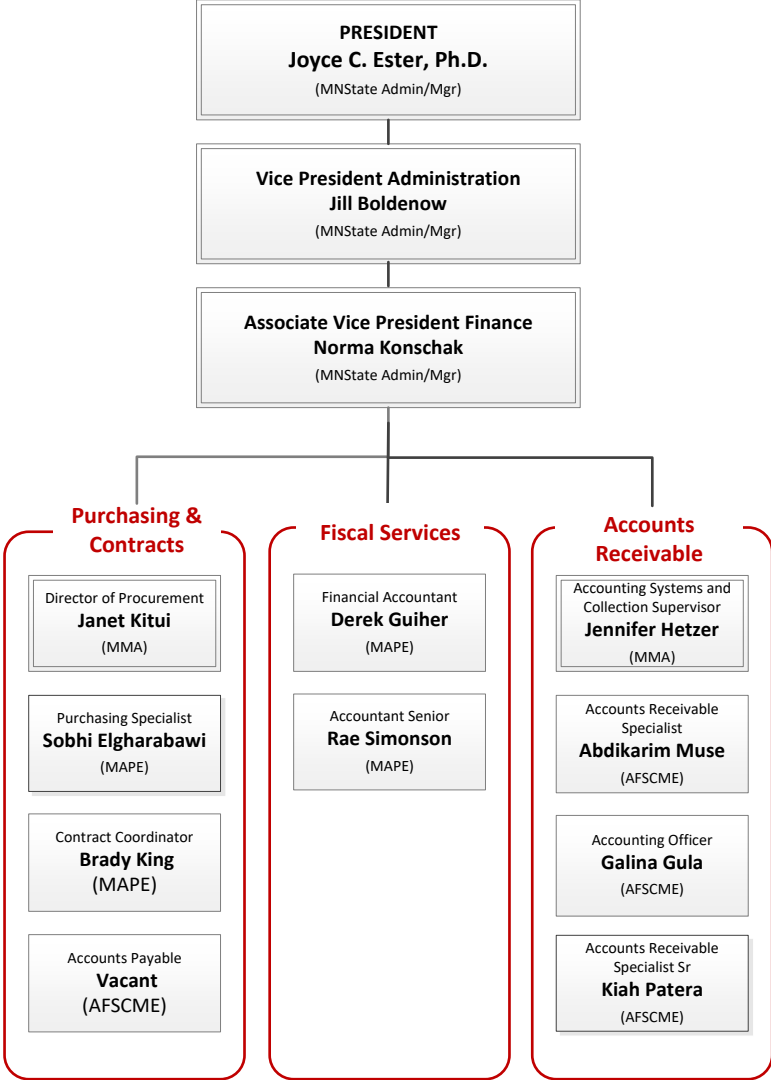 PRESIDENT
Joyce C. Ester, Ph.D.
(MNState Admin/Mgr)
Vice President Administration
Jill Boldenow
(MNState Admin/Mgr)
Associate Vice President Finance
Norma Konschak
(MNState Admin/Mgr)
Purchasing &
Contracts
Director of Procurement
Janet Kitui
(MMA)
Purchasing Specialist
Sobhi Elgharabawi
(MAPE)
Contract Coordinator
Brady King
(MAPE)
Accounts Payable
Vacant
(AFSCME)
Fiscal Services
Financial Accountant
Derek Guiher
(MAPE)
Accountant Senior
Rae Simonson
(MAPE)
Accounts
Receivable
Accounting Systems and
Collection Supervisor
Jennifer Hetzer
(MMA)
Accounts Receivable
Specialist
Abdikarim Muse
(AFSCME)
Accounting Officer
Galina Gula
(AFSCME)
Accounts Receivable
Specialist Sr
Kiah Patera
(AFSCME)